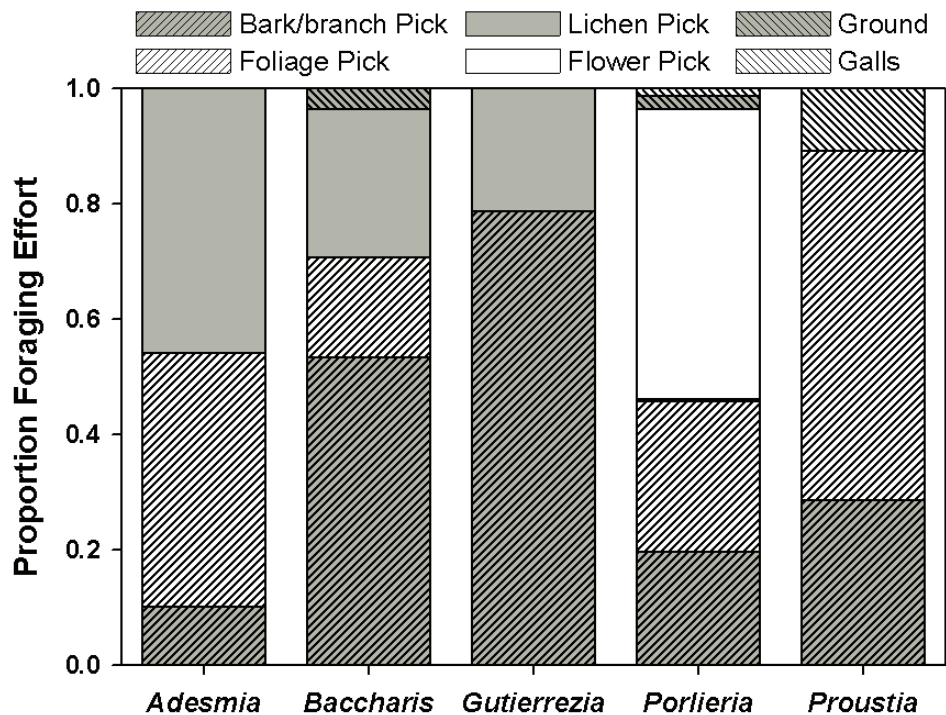 Bark/branch Pick Lichen Pick Ground
Foliage Pick Flower Pick Galls
1.0
0.8
0.6
0.4
0.2
0.0
Proportion Foraging Effort
Adesmia Baccharis Gutierrezia Porlieria Proustia